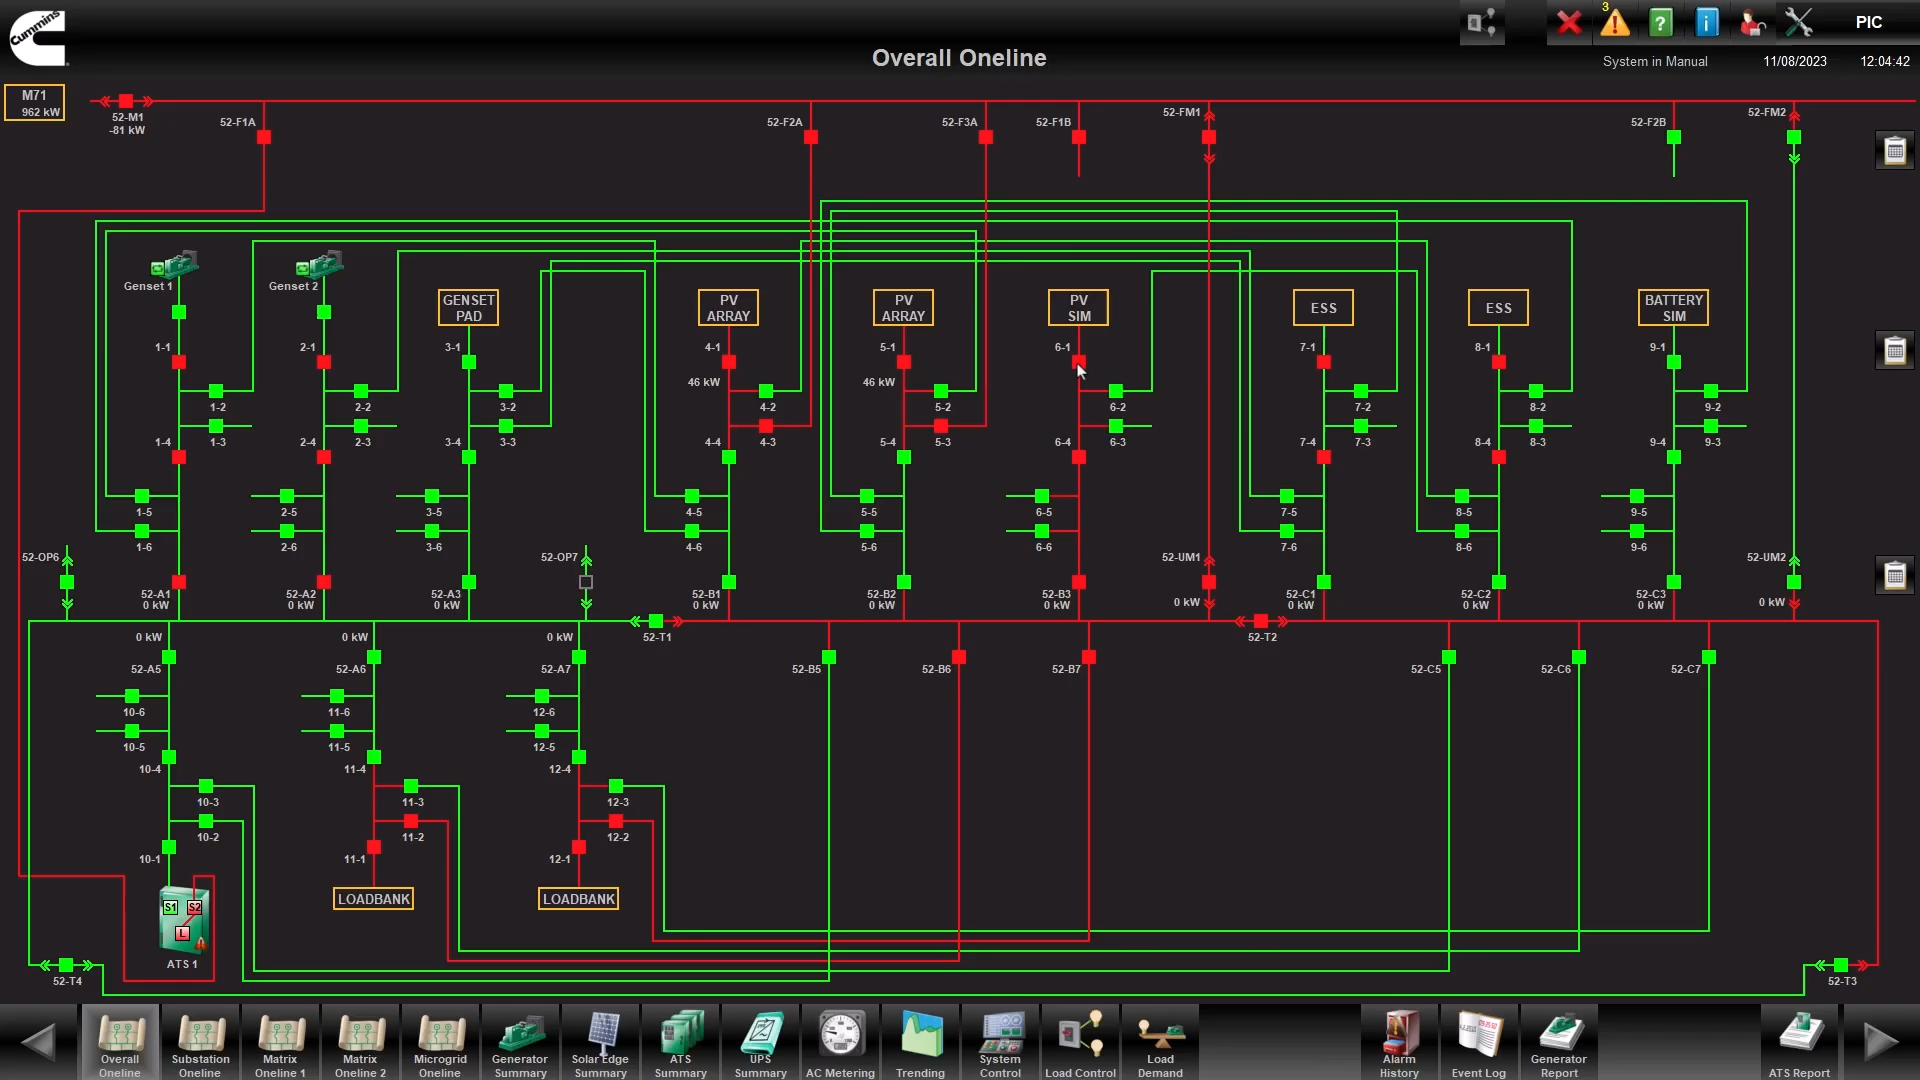 Cummins
3
PIC
Overall Oneline
System in Manual 11/08/2023 12:04:42
M71
962 kW
52-M1
-81 kW
52-F1A
52-F2A
52-F3A
52-F1B
52-FM1
52-F2B
52-FM2
Genset 1
Genset 2
GENSET
PAD
PV
ARRAY
PV
ARRAY
PV
SIM
ESS
ESS
BATTERY
SIM
1-1
2-1
3-1
4-1
5-1
6-1
7-1
8-1
9-1
46 kW
46 kW
1-2
2-2
3-2
4-2
5-2
6-2
7-2
8-2
9-2
1-3
2-3
3-3
4-3
5-3
6-3
7-3
8-3
9-3
1-4
2-4
3-4
4-4
5-4
6-4
7-4
8-4
9-4
1-5
2-5
3-5
4-5
5-5
6-5
7-5
8-5
9-5
1-6
2-6
3-6
4-6
5-6
6-6
7-6
8-6
9-6
52-OP6
52-OP7
52-UM1
52-UM2
52-A1
0 kW
52-A2
0 kW
52-A3
0 kW
52-B1
0 kW
52-B2
0 kW
52-B3
0 kW
0 kW
52-C1
0 kW
52-C2
0 kW
52-C3
0 kW
0 kW
52-T1
52-T2
0 kW
0 kW
0 kW
52-A5
52-A6
52-A7
52-B5
52-B6
52-B7
52-C5
52-C6
52-C7
10-6
11-6
12-6
10-5
11-5
12-5
10-4
11-4
12-4
10-3
11-3
12-3
10-2
11-2
12-2
10-1
11-1
12-1
LOADBANK
LOADBANK
S1
S2
L
ATS 1
52-T4
52-T3
Overall
Oneline
Substation
Oneline
Matrix
Oneline 1
Matrix
Oneline 2
Microgrid
Oneline
Generator
Summary
Solar Edge
Summary
ATS
Summary
UPS
Summary
AC Metering
Trending
System
Control
Load Control
Load
Demand
Alarm
History
Event Log
Generator
Report
ATS Report